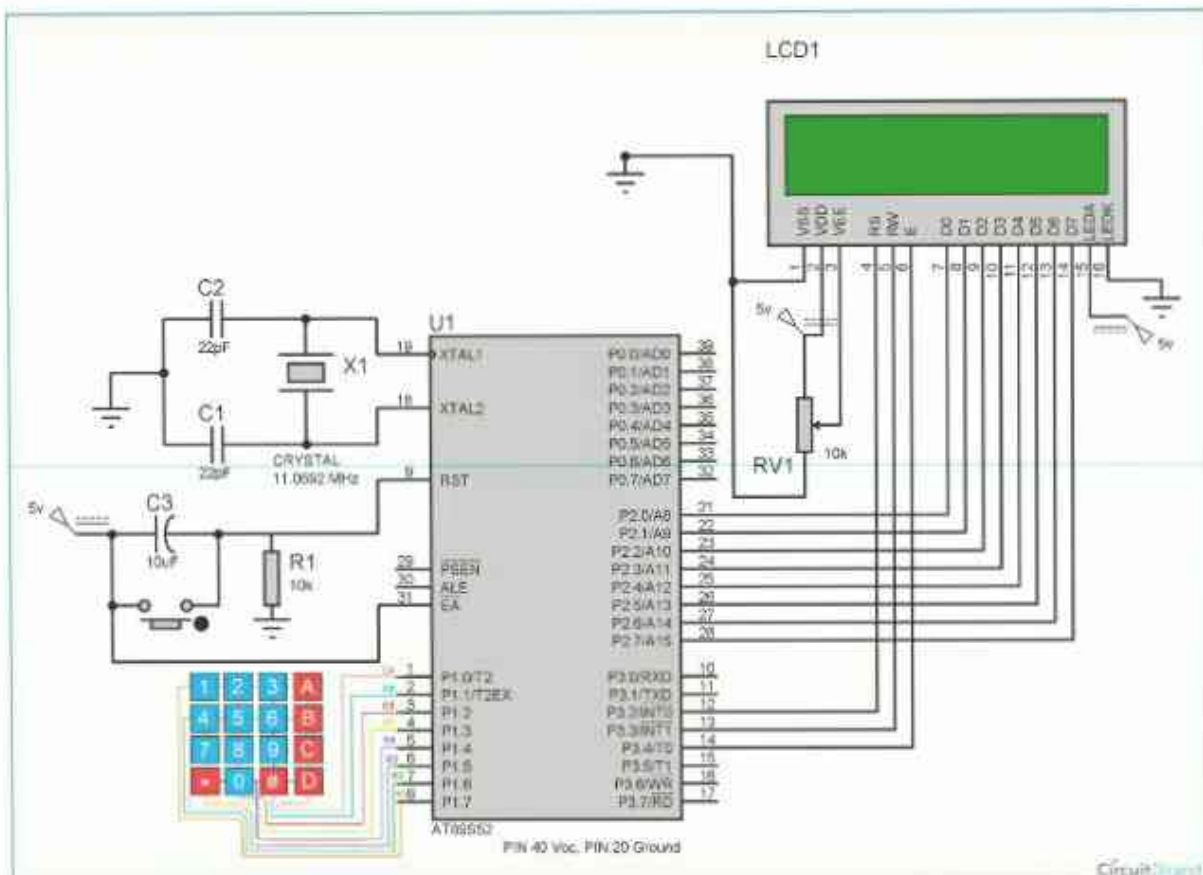 LCD1
VSS
VDD
VEE
RS
RW
E
D0
D1
D2
D3
D4
D5
D6
D7
LEDA
LEDK
1
2
3
4
5
6
7
8
9
10
11
12
13
14
15
16
5v
5v
RV1
10k
C2
22pF
C1
22pF
X1
CRYSTAL
11.0592 MHz
5v
C3
10uF
R1
10k
U1
19 XTAL1
18 XTAL2
9 RST
29 PSEN
30 ALE
31 EA
1 P1.0/T2
2 P1.1/T2EX
3 P1.2
4 P1.3
5 P1.4
6 P1.5
7 P1.6
8 P1.7
P0.0/AD0 39
P0.1/AD1 38
P0.2/AD2 37
P0.3/AD3 36
P0.4/AD4 35
P0.5/AD5 34
P0.6/AD6 33
P0.7/AD7 32
P2.0/A8 21
P2.1/A9 22
P2.2/A10 23
P2.3/A11 24
P2.4/A12 25
P2.5/A13 26
P2.6/A14 27
P2.7/A15 28
P3.0/RXD 10
P3.1/TXD 11
P3.2/INT0 12
P3.3/INT1 13
P3.4/T0 14
P3.5/T1 15
P3.6/WR 16
P3.7/RD 17
1 2 3 A
4 5 6 B
7 8 9 C
* 0 # D
AT89S52
PIN 40 Vcc, PIN 20 Ground
Circuit